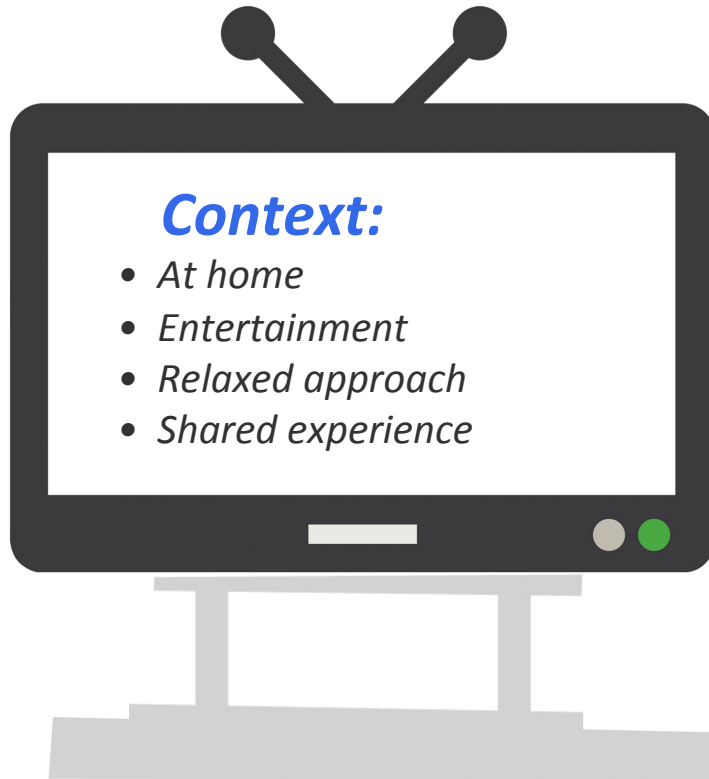 Context:
• At home
• Entertainment
• Relaxed approach
• Shared experience